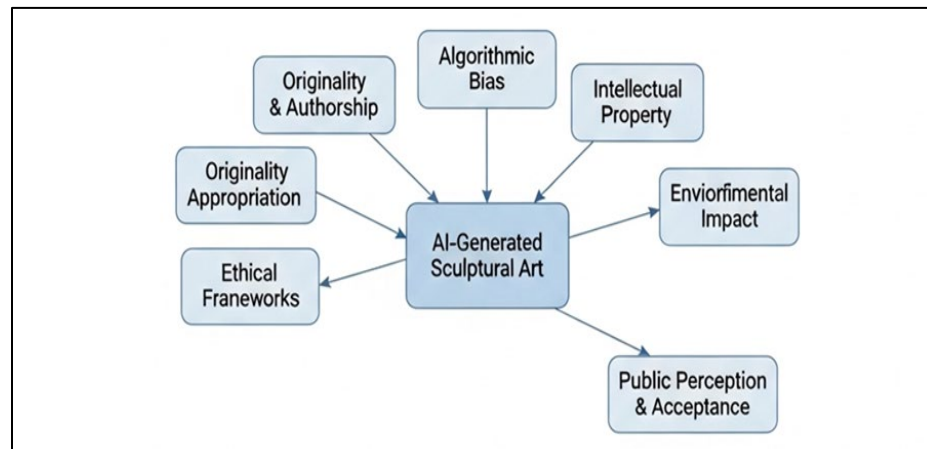 Algorithmic
Bias
Originality
& Authorship
Intellectual
Property
Originality
Appropriation
Enviorfimental
Impact
AI-Generated
Sculptural Art
Ethical
Franeworks
Public Perception
& Acceptance